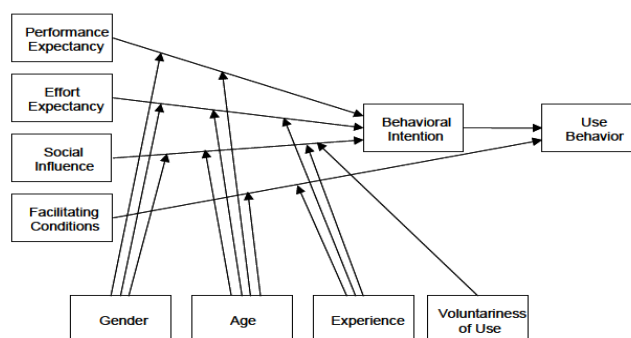 Performance
Expectancy
Effort
Expectancy
Social
Influence
Facilitating
Conditions
Behavioral
Intention
Use
Behavior
Gender
Age
Experience
Voluntariness
of Use